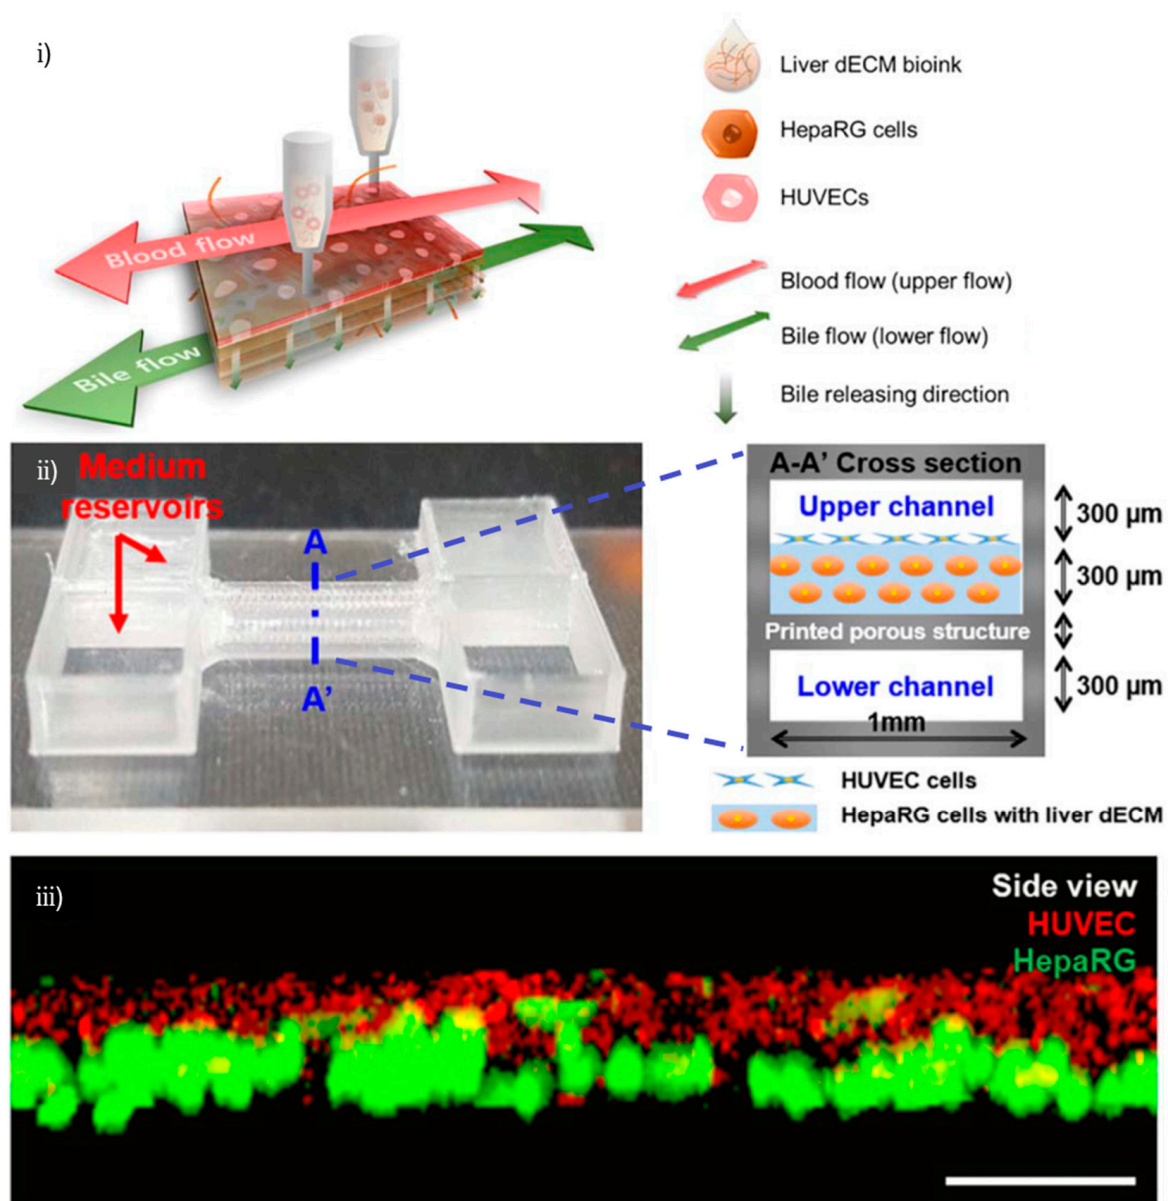 i)
Liver dECM bioink
HepaRG cells
HUVECs
Blood flow
Blood flow (upper flow)
Bile flow
Bile flow (lower flow)
Bile releasing direction
ii)
Medium
reservoirs
A
A'
A-A' Cross section
Upper channel
300 µm
300 µm
Printed porous structure
Lower channel
300 µm
1mm
HUVEC cells
HepaRG cells with liver dECM
iii)
Side view
HUVEC
HepaRG